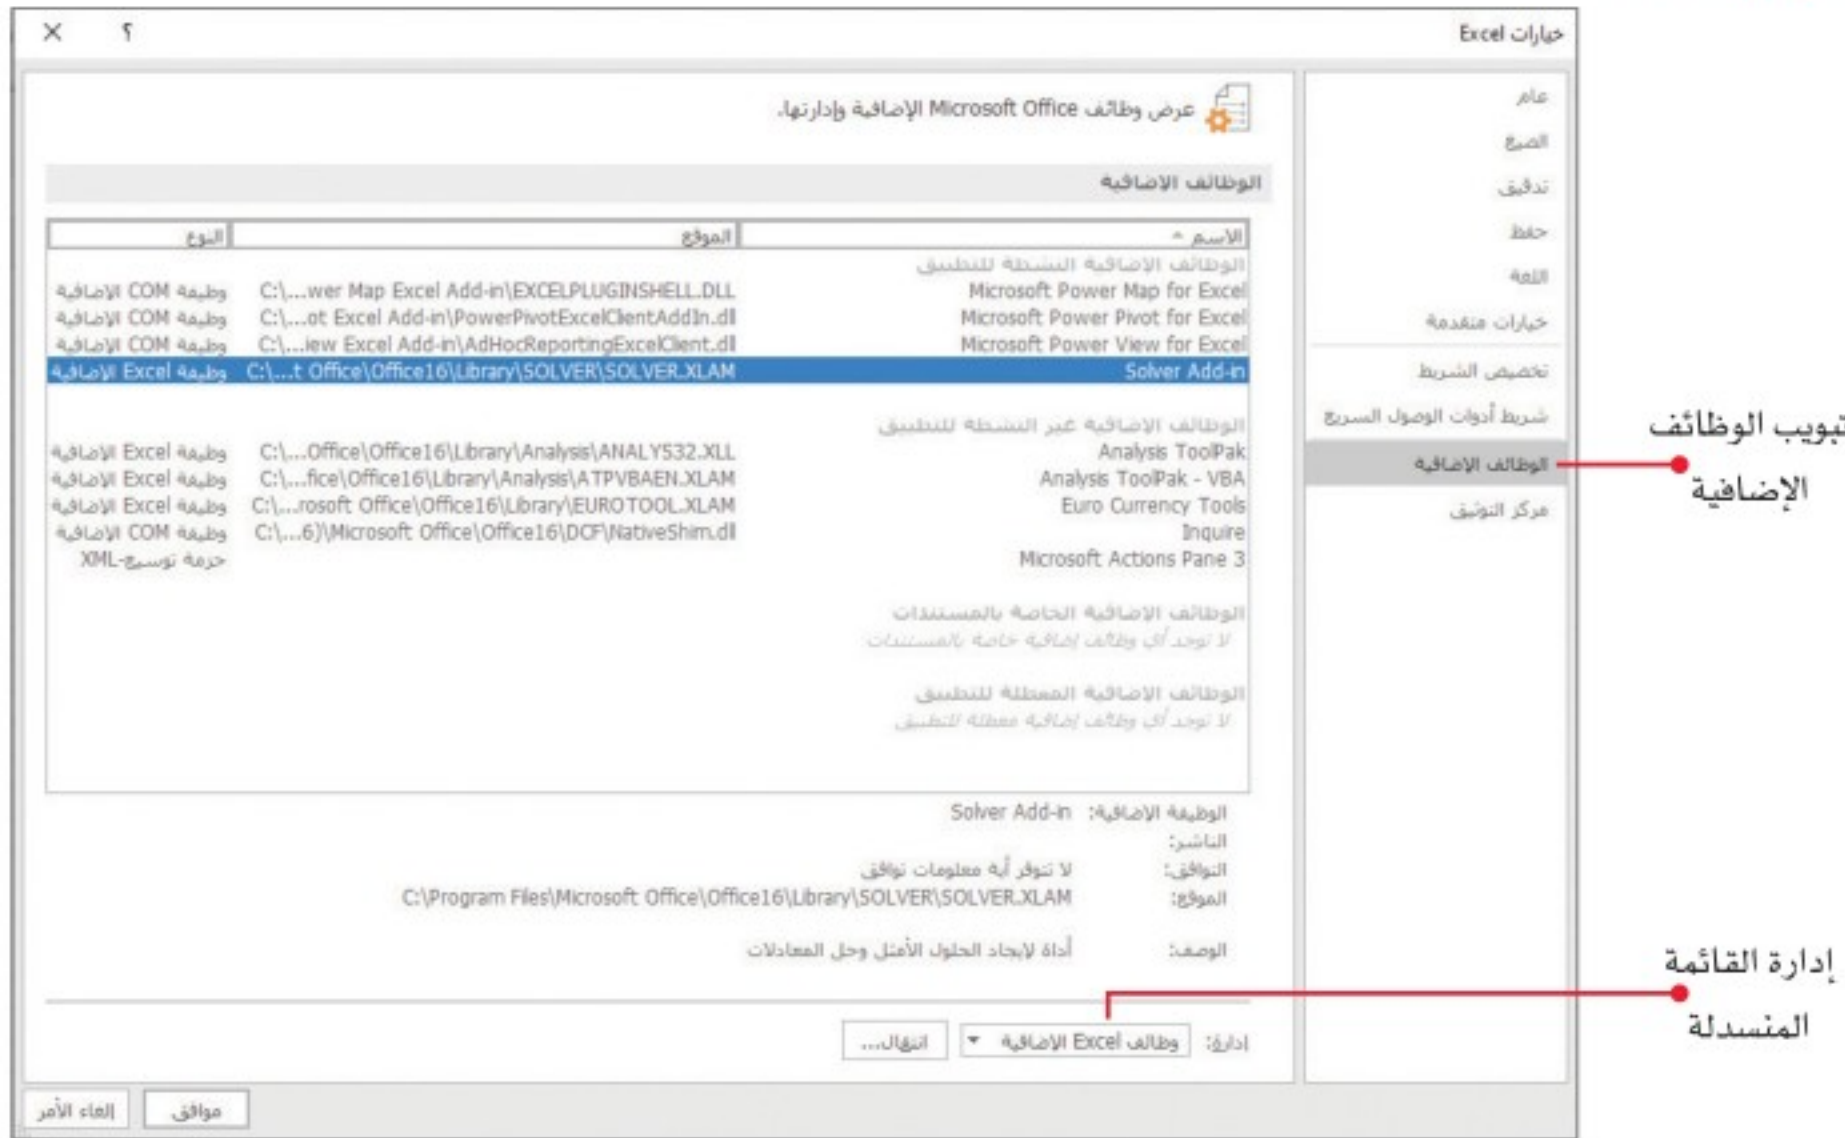 خيارات Excel
؟
عام
الصيغ
تدقيق
حفظ
اللغة
خيارات متقدمة
تخصيص الشريط
شريط أدوات الوصول السريع
الوظائف الإضافية
مركز التوثيق
تبويب الوظائف
الإضافية
عرض وظائف Microsoft Office الإضافية وإدارتها.
الوظائف الإضافية
الاسم الموقع النوع
الوظائف الإضافية النشطة للتطبيق
Microsoft Power Map for Excel C:\...wer Map Excel Add-in\EXCELPLUGINSHELL.DLL وظيفة COM الإضافية
Microsoft Power Pivot for Excel C:\...ot Excel Add-in\PowerPivotExcelClientAddIn.dll وظيفة COM الإضافية
Microsoft Power View for Excel C:\...iew Excel Add-in\AdHocReportingExcelClient.dll وظيفة COM الإضافية
Solver Add-in C:\...t Office\Office16\Library\SOLVER\SOLVER.XLAM وظيفة Excel الإضافية
الوظائف الإضافية غير النشطة للتطبيق
Analysis ToolPak C:\...Office\Office16\Library\Analysis\ANALYS32.XLL وظيفة Excel الإضافية
Analysis ToolPak - VBA C:\...fice\Office16\Library\Analysis\ATPVBAEN.XLAM وظيفة Excel الإضافية
Euro Currency Tools C:\...rosoft Office\Office16\Library\EUROTOOL.XLAM وظيفة Excel الإضافية
Inquire C:\...6)\Microsoft Office\Office16\DCF\NativeShim.dll وظيفة COM الإضافية
Microsoft Actions Pane 3 حزمة توسيع-XML
الوظائف الإضافية الخاصة بالمستندات
لا توجد أي وظائف إضافية خاصة بالمستندات
الوظائف الإضافية المعطلة للتطبيق
لا توجد أي وظائف إضافية معطلة للتطبيق
الوظيفة الإضافية: Solver Add-in
الناشر:
التوافق: لا تتوفر أية معلومات توافق
الموقع: C:\Program Files\Microsoft Office\Office16\Library\SOLVER\SOLVER.XLAM
الوصف: أداة لإيجاد الحلول الأمثل وحل المعادلات
إدارة القائمة
المنسدلة
إدارة: وظائف Excel الإضافية انتقال...
موافق إلغاء الأمر